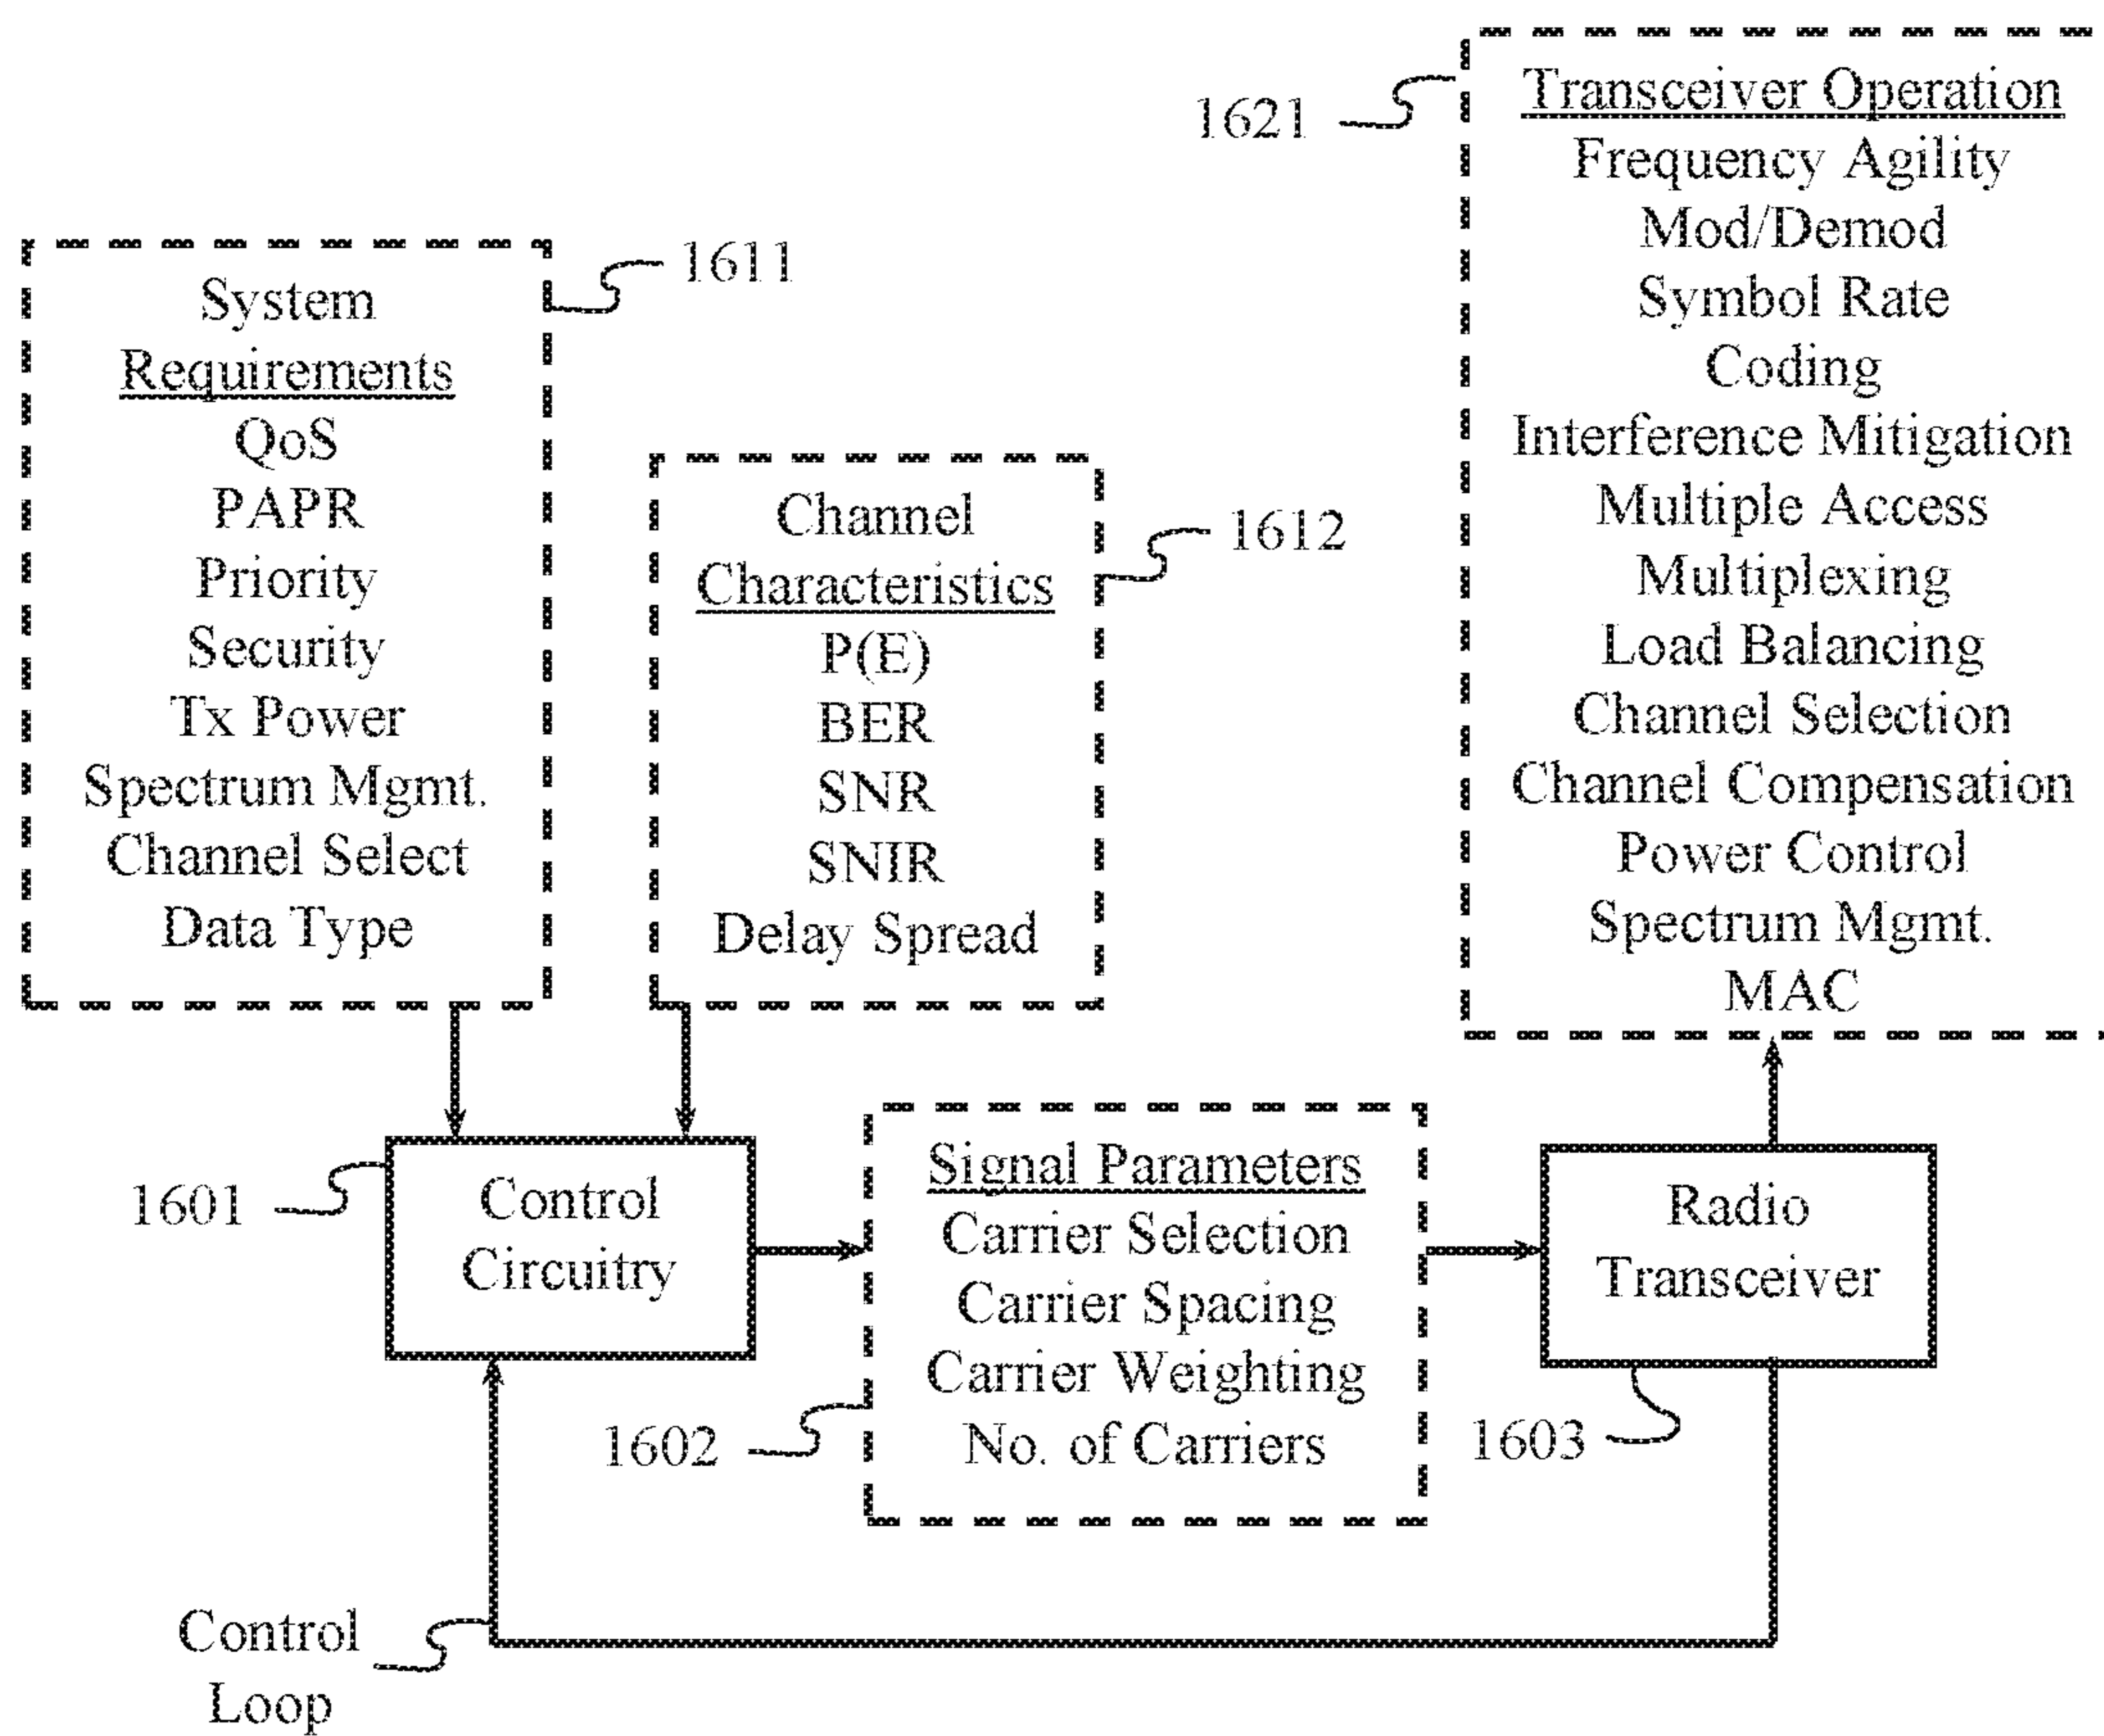 1621
Transceiver Operation
Frequency Agility
Mod/Demod
Symbol Rate
Coding
Interference Mitigation
Multiple Access
Multiplexing
Load Balancing
Channel Selection
Channel Compensation
Power Control
Spectrum Mgmt.
MAC
1611
System
Requirements
QoS
PAPR
Priority
Security
Tx Power
Spectrum Mgmt.
Channel Select
Data Type
1612
Channel
Characteristics
P(E)
BER
SNR
SNIR
Delay Spread
1601
Control
Circuitry
1602
Signal Parameters
Carrier Selection
Carrier Spacing
Carrier Weighting
No. of Carriers
Radio
Transceiver
1603
Control
Loop